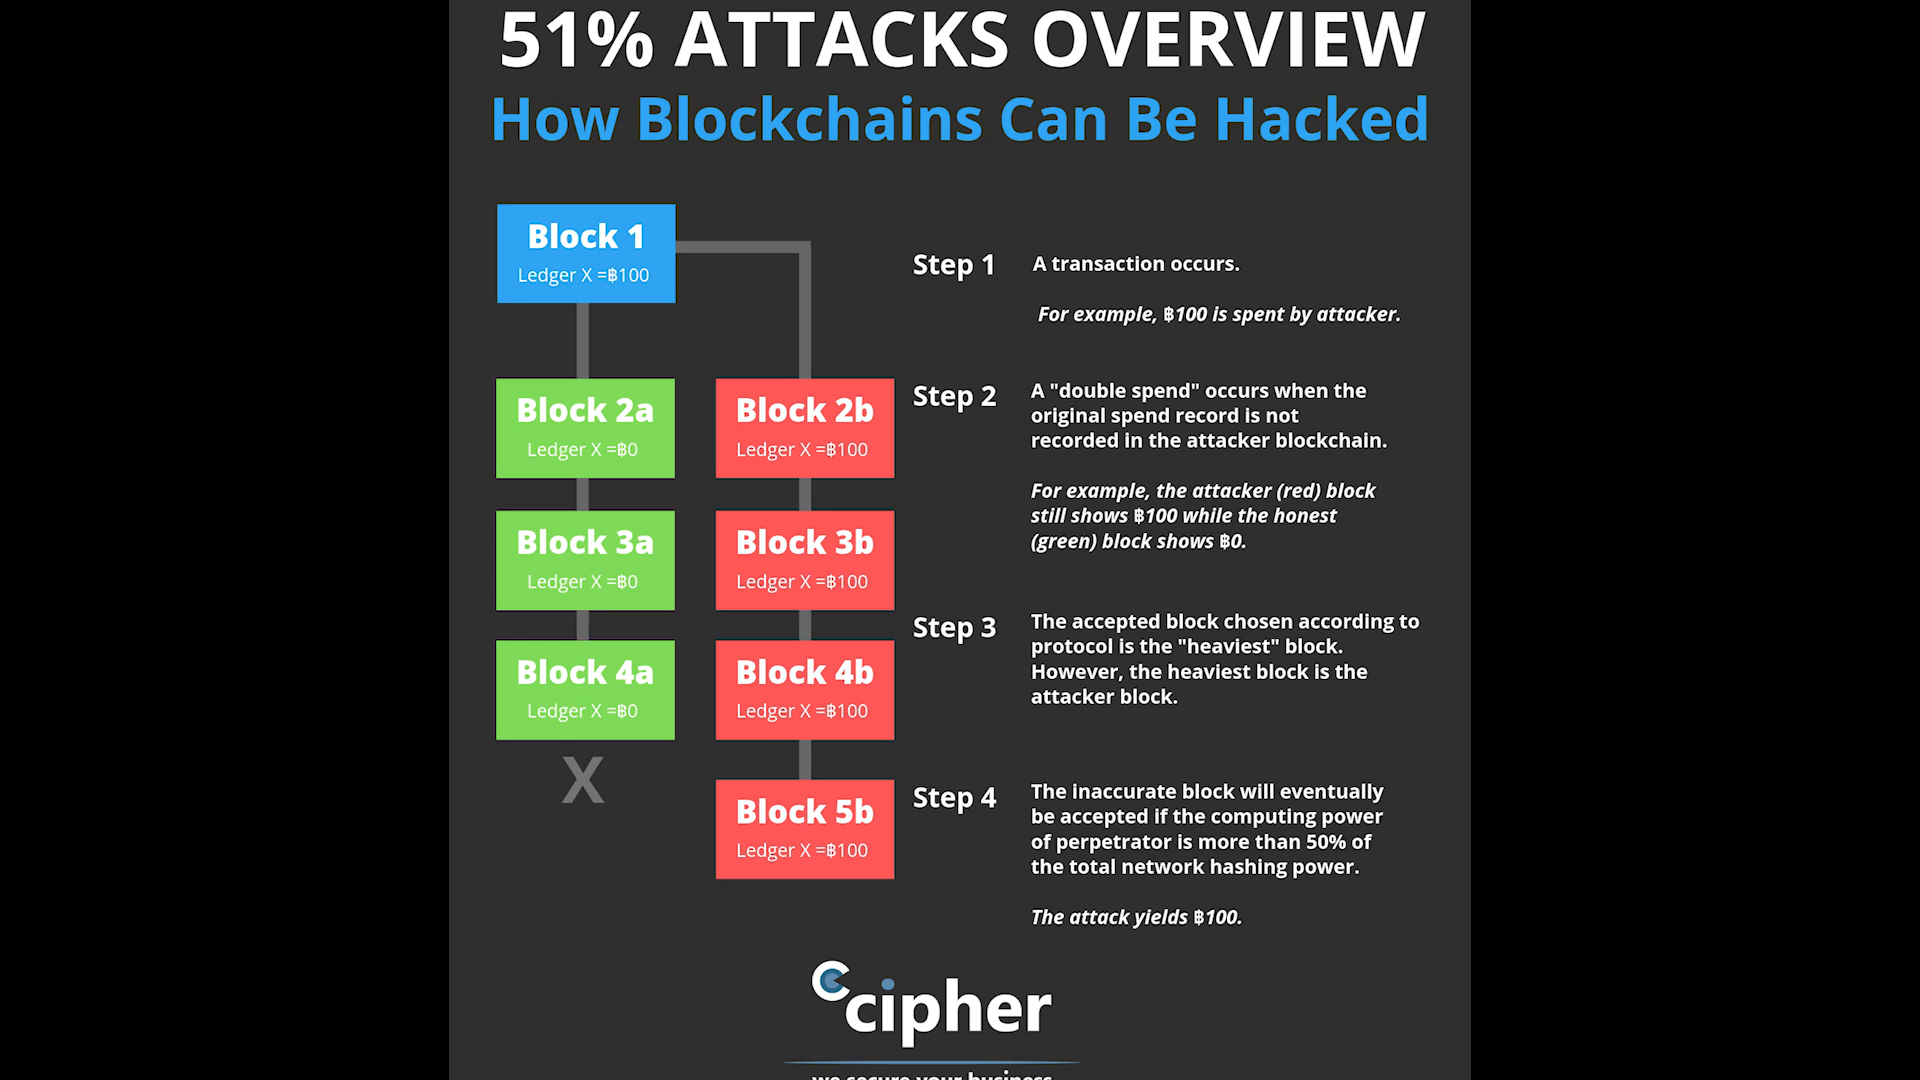 51% ATTACKS OVERVIEW
How Blockchains Can Be Hacked
Block 1
Ledger X =฿100
Block 2a
Ledger X =฿0
Block 3a
Ledger X =฿0
Block 4a
Ledger X =฿0
X
Block 2b
Ledger X =฿100
Block 3b
Ledger X =฿100
Block 4b
Ledger X =฿100
Block 5b
Ledger X =฿100
Step 1
A transaction occurs.
For example, ฿100 is spent by attacker.
Step 2
A "double spend" occurs when the
original spend record is not
recorded in the attacker blockchain.
For example, the attacker (red) block
still shows ฿100 while the honest
(green) block shows ฿0.
Step 3
The accepted block chosen according to
protocol is the "heaviest" block.
However, the heaviest block is the
attacker block.
Step 4
The inaccurate block will eventually
be accepted if the computing power
of perpetrator is more than 50% of
the total network hashing power.
The attack yields ฿100.
cipher
we secure your business